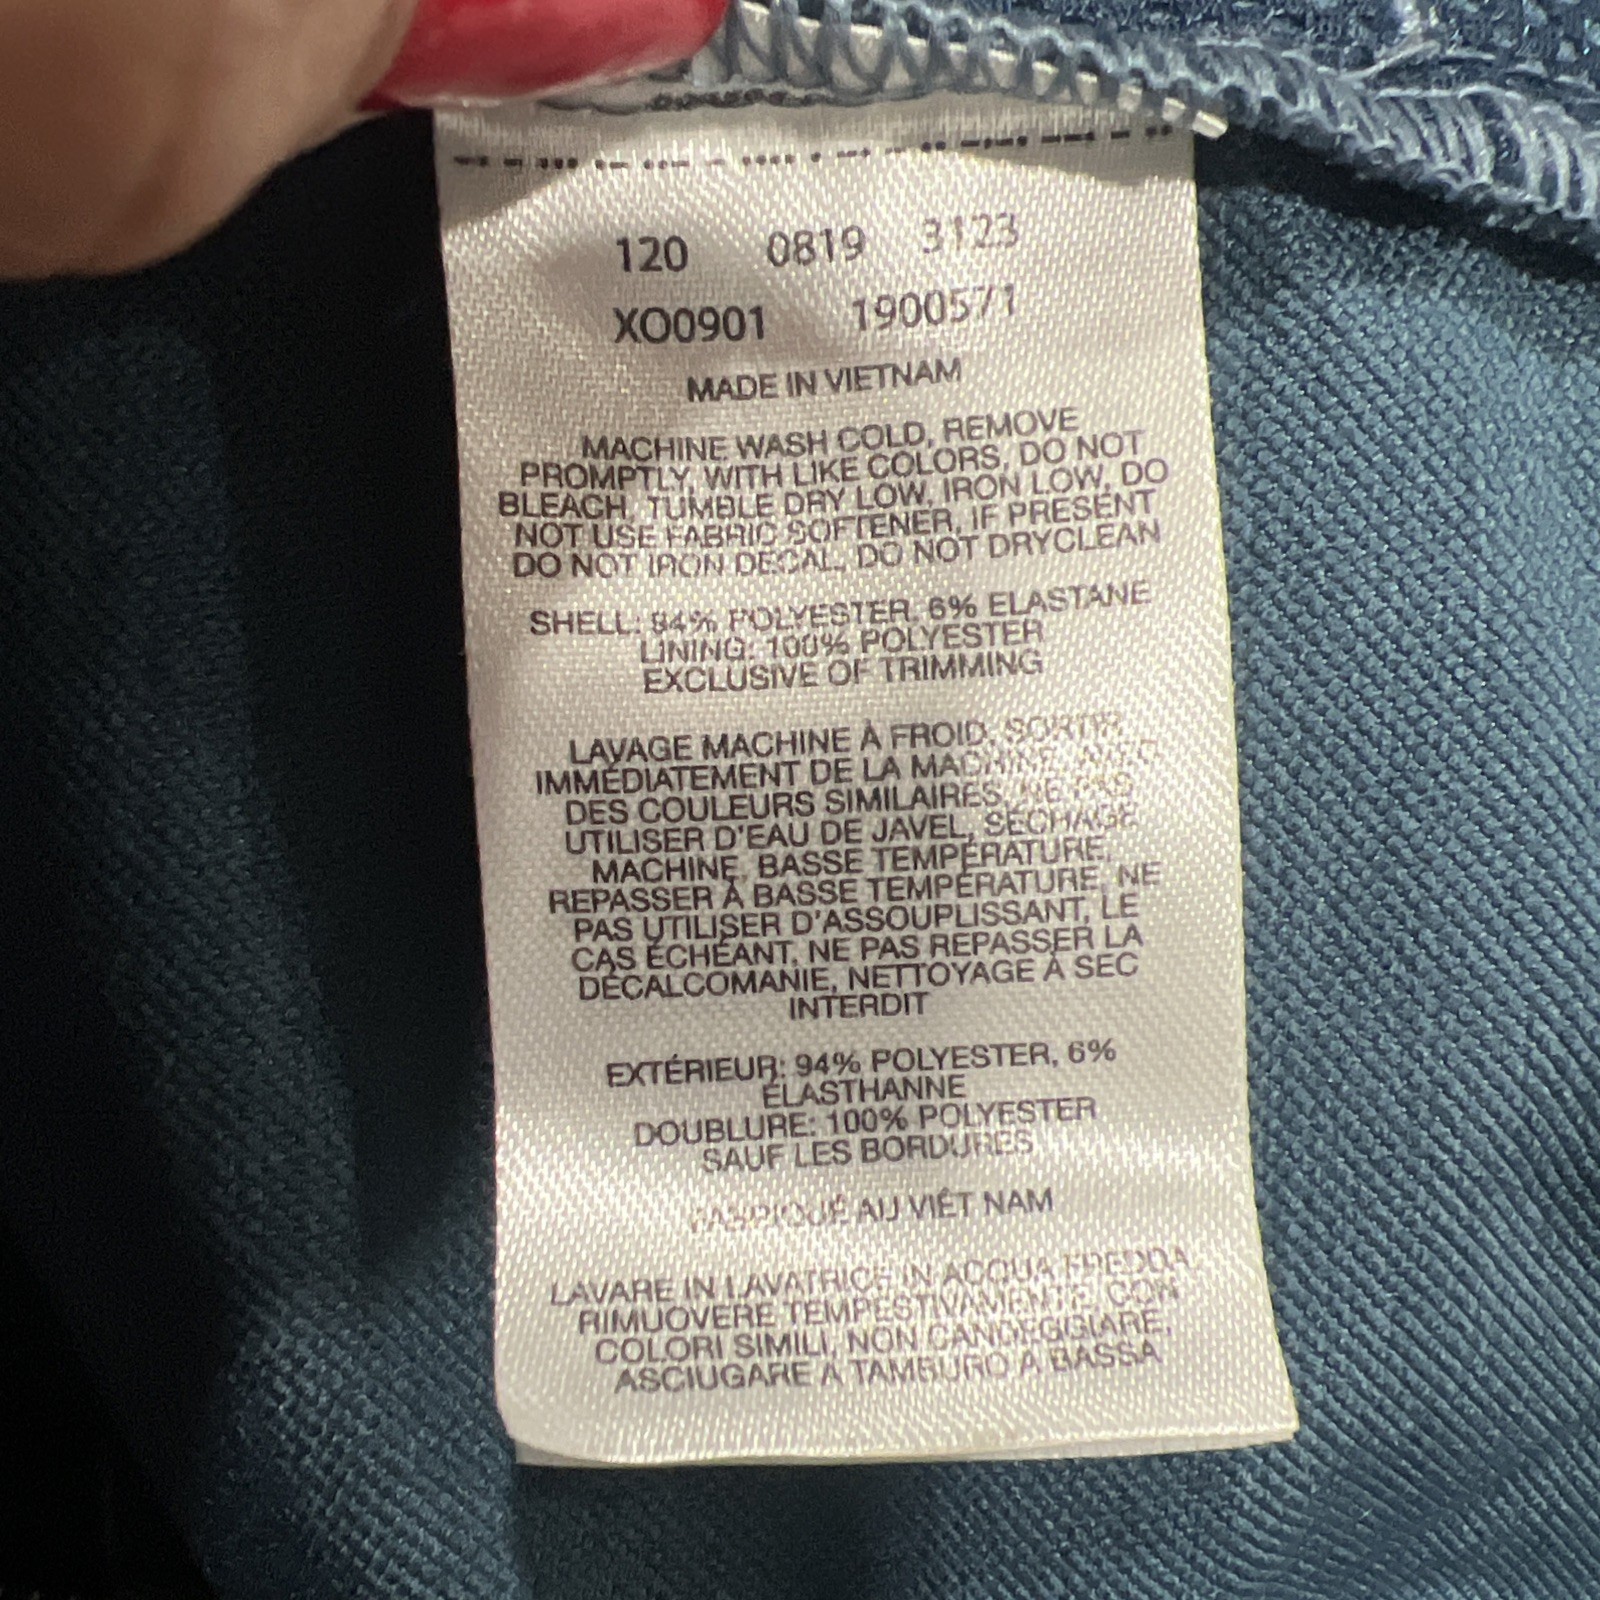 120 0819 3123
XO0901 1900571
MADE IN VIETNAM
MACHINE WASH COLD, REMOVE
PROMPTLY, WITH LIKE COLORS, DO NOT
BLEACH, TUMBLE DRY LOW, IRON LOW, DO
NOT USE FABRIC SOFTENER, IF PRESENT
DO NOT IRON DECAL, DO NOT DRYCLEAN
SHELL: 94% POLYESTER, 6% ELASTANE
LINING: 100% POLYESTER
EXCLUSIVE OF TRIMMING
LAVAGE MACHINE À FROID, SORTIR
IMMÉDIATEMENT DE LA MACHINE, AVEC
DES COULEURS SIMILAIRES, NE PAS
UTILISER D'EAU DE JAVEL, SÉCHAGE
MACHINE, BASSE TEMPÉRATURE,
REPASSER À BASSE TEMPÉRATURE, NE
PAS UTILISER D'ASSOUPLISSANT, LE
CAS ÉCHÉANT, NE PAS REPASSER LA
DÉCALCOMANIE, NETTOYAGE À SEC
INTERDIT
EXTÉRIEUR: 94% POLYESTER, 6%
ÉLASTHANNE
DOUBLURE: 100% POLYESTER
SAUF LES BORDURES
FABRIQUÉ AU VIÊT NAM
LAVARE IN LAVATRICE IN ACQUA FREDDA,
RIMUOVERE TEMPESTIVAMENTE, CON
COLORI SIMILI, NON CANDEGGIARE,
ASCIUGARE A TAMBURO A BASSA